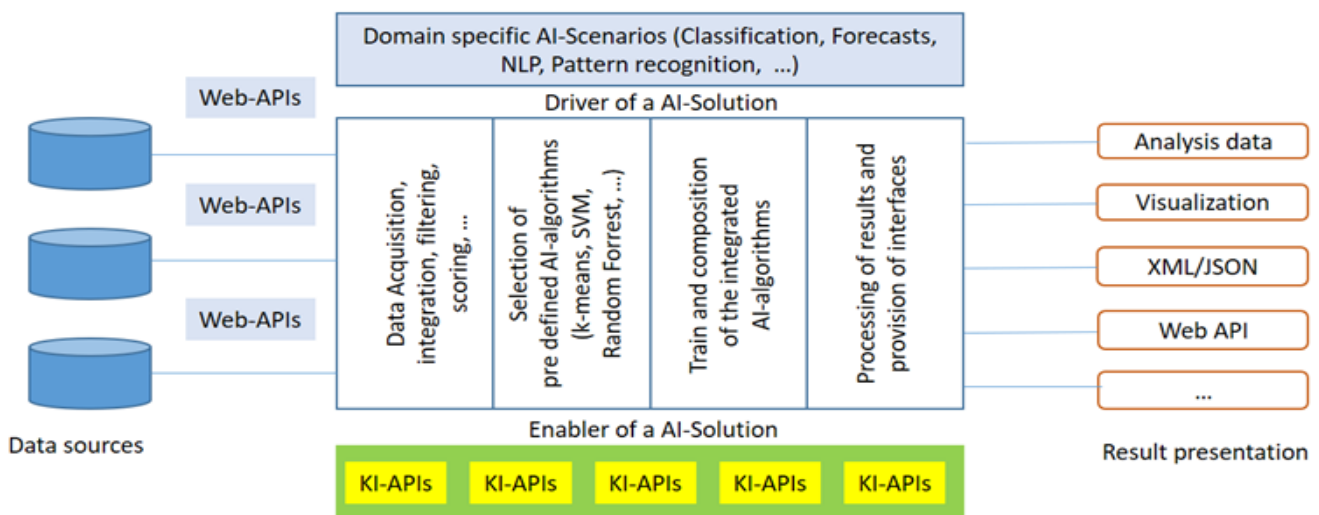 Domain specific AI-Scenarios (Classification, Forecasts,
NLP, Pattern recognition, ...)
Driver of a AI-Solution
Web-APIs
Web-APIs
Web-APIs
Data sources
Data Acquisition,
integration, filtering,
scoring, ...
Selection of
pre defined AI-algorithms
(k-means, SVM,
Random Forrest, ...)
Train and composition
of the integrated
AI-algorithms
Processing of results and
provision of interfaces
Analysis data
Visualization
XML/JSON
Web API
...
Result presentation
Enabler of a AI-Solution
KI-APIs
KI-APIs
KI-APIs
KI-APIs
KI-APIs